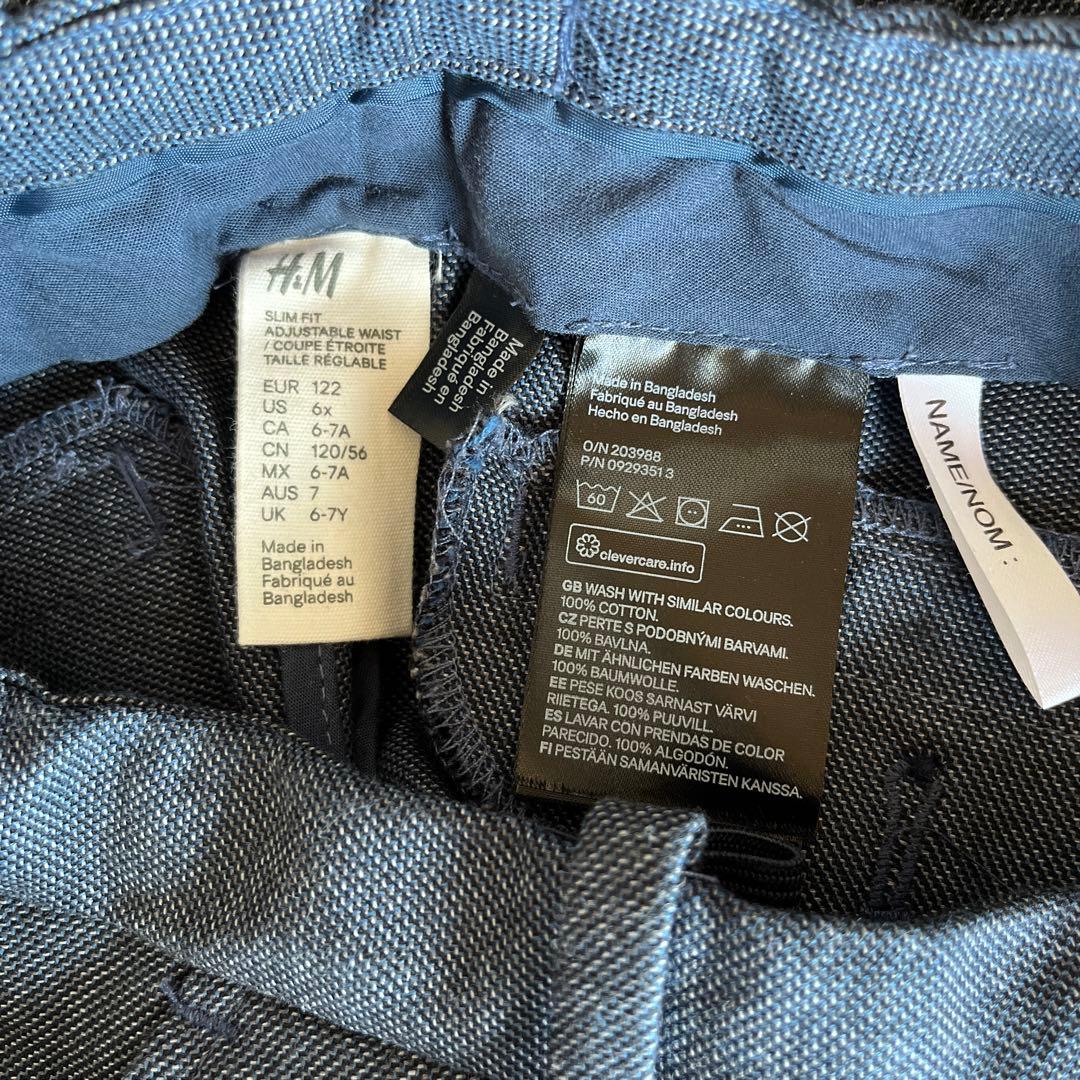 H&M
SLIM FIT
ADJUSTABLE WAIST
/ COUPE ÉTROITE
TAILLE RÉGLABLE
EUR 122
US 6x
CA 6-7A
CN 120/56
MX 6-7A
AUS 7
UK 6-7Y
Made in
Bangladesh
Fabriqué au
Bangladesh
Made in
Bangladesh
Fabriqué en
Bangladesh
Made in Bangladesh
Fabriqué au Bangladesh
Hecho en Bangladesh
O/N 203988
P/N 0929351 3
60
clevercare.info
GB WASH WITH SIMILAR COLOURS.
100% COTTON.
CZ PERTE S PODOBNÝMI BARVAMI.
100% BAVLNA.
DE MIT ÄHNLICHEN FARBEN WASCHEN.
100% BAUMWOLLE.
EE PESE KOOS SARNAST VÄRVI
RIIETEGA. 100% PUUVILL.
ES LAVAR CON PRENDAS DE COLOR
PARECIDO. 100% ALGODÓN.
FI PESTÄÄN SAMANVÄRISTEN KANSSA.
NAME/NOM :